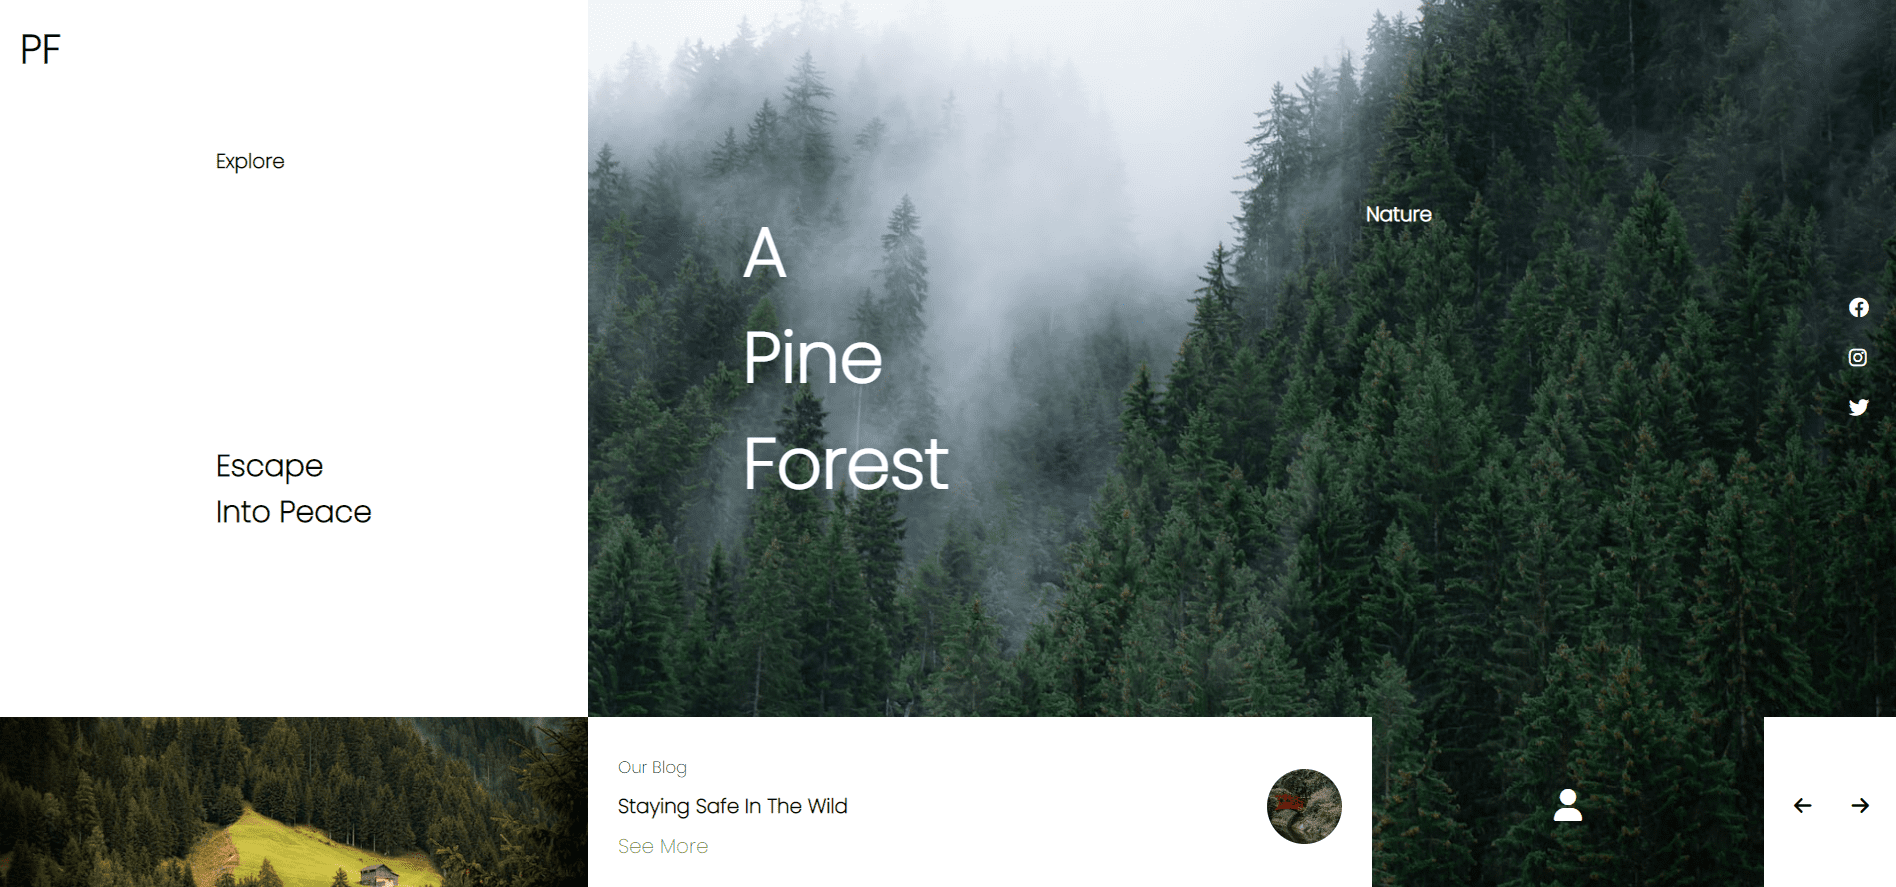 PF
Explore
Escape
Into Peace
A
Pine
Forest
Nature
Our Blog
Staying Safe In The Wild
See More